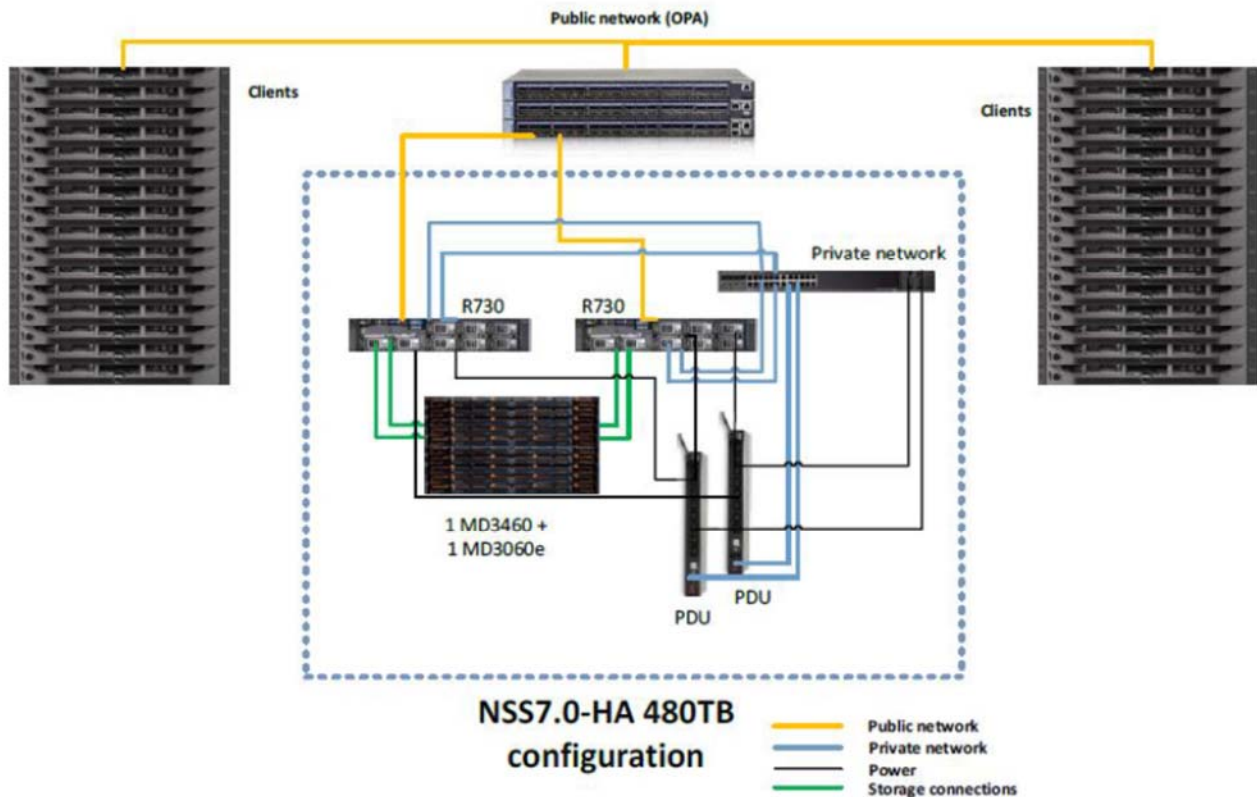 Public network (OPA)
Clients
Clients
Private network
R730
R730
1 MD3460 +
1 MD3060e
PDU
PDU
NSS7.0-HA 480TB
configuration
Public network
Private network
Power
Storage connections